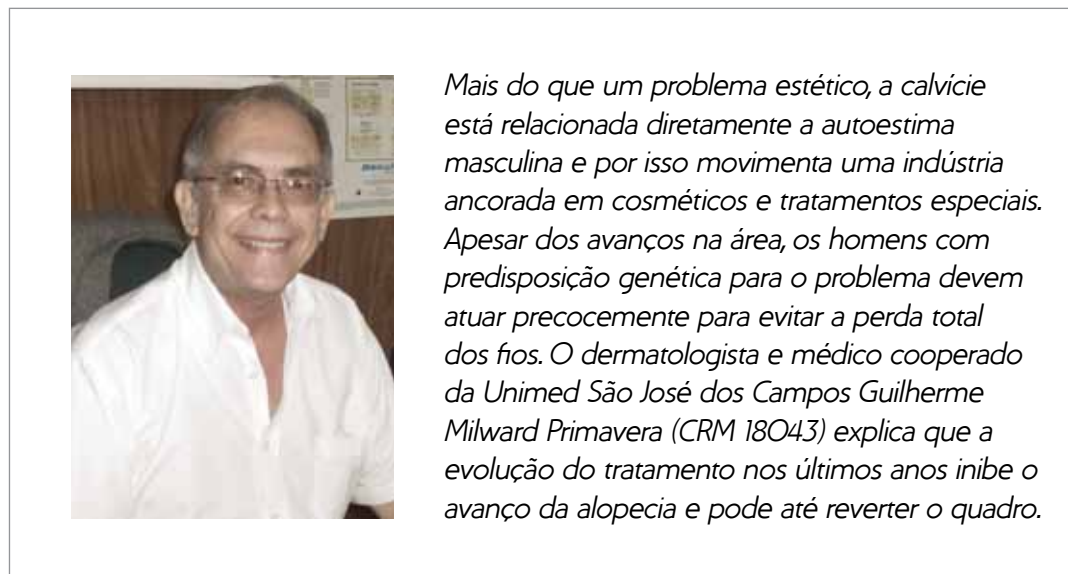 Mais do que um problema estético, a calvície
está relacionada diretamente a autoestima
masculina e por isso movimenta uma indústria
ancorada em cosméticos e tratamentos especiais.
Apesar dos avanços na área, os homens com
predisposição genética para o problema devem
atuar precocemente para evitar a perda total
dos fios. O dermatologista e médico cooperado
da Unimed São José dos Campos Guilherme
Milward Primavera (CRM 18043) explica que a
evolução do tratamento nos últimos anos inibe o
avanço da alopecia e pode até reverter o quadro.